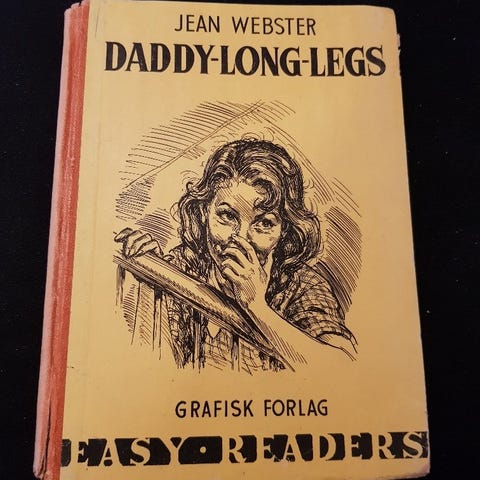 JEAN WEBSTER
DADDY-LONG-LEGS
GRAFISK FORLAG
EASY·READERS